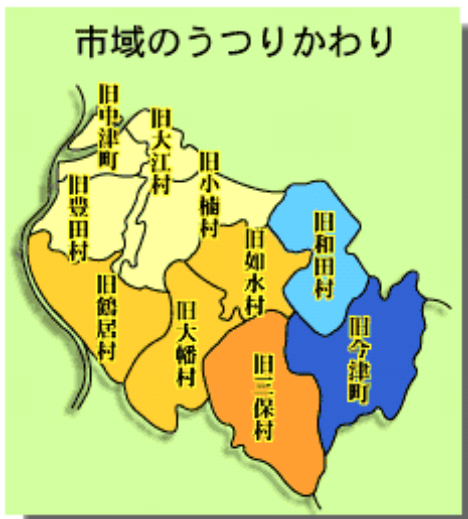 市域のうつりかわり
旧中津町
旧大江村
旧小楠村
旧豊田村
旧如水村
旧和田村
旧鶴居村
旧大幡村
旧三保村
旧今津町